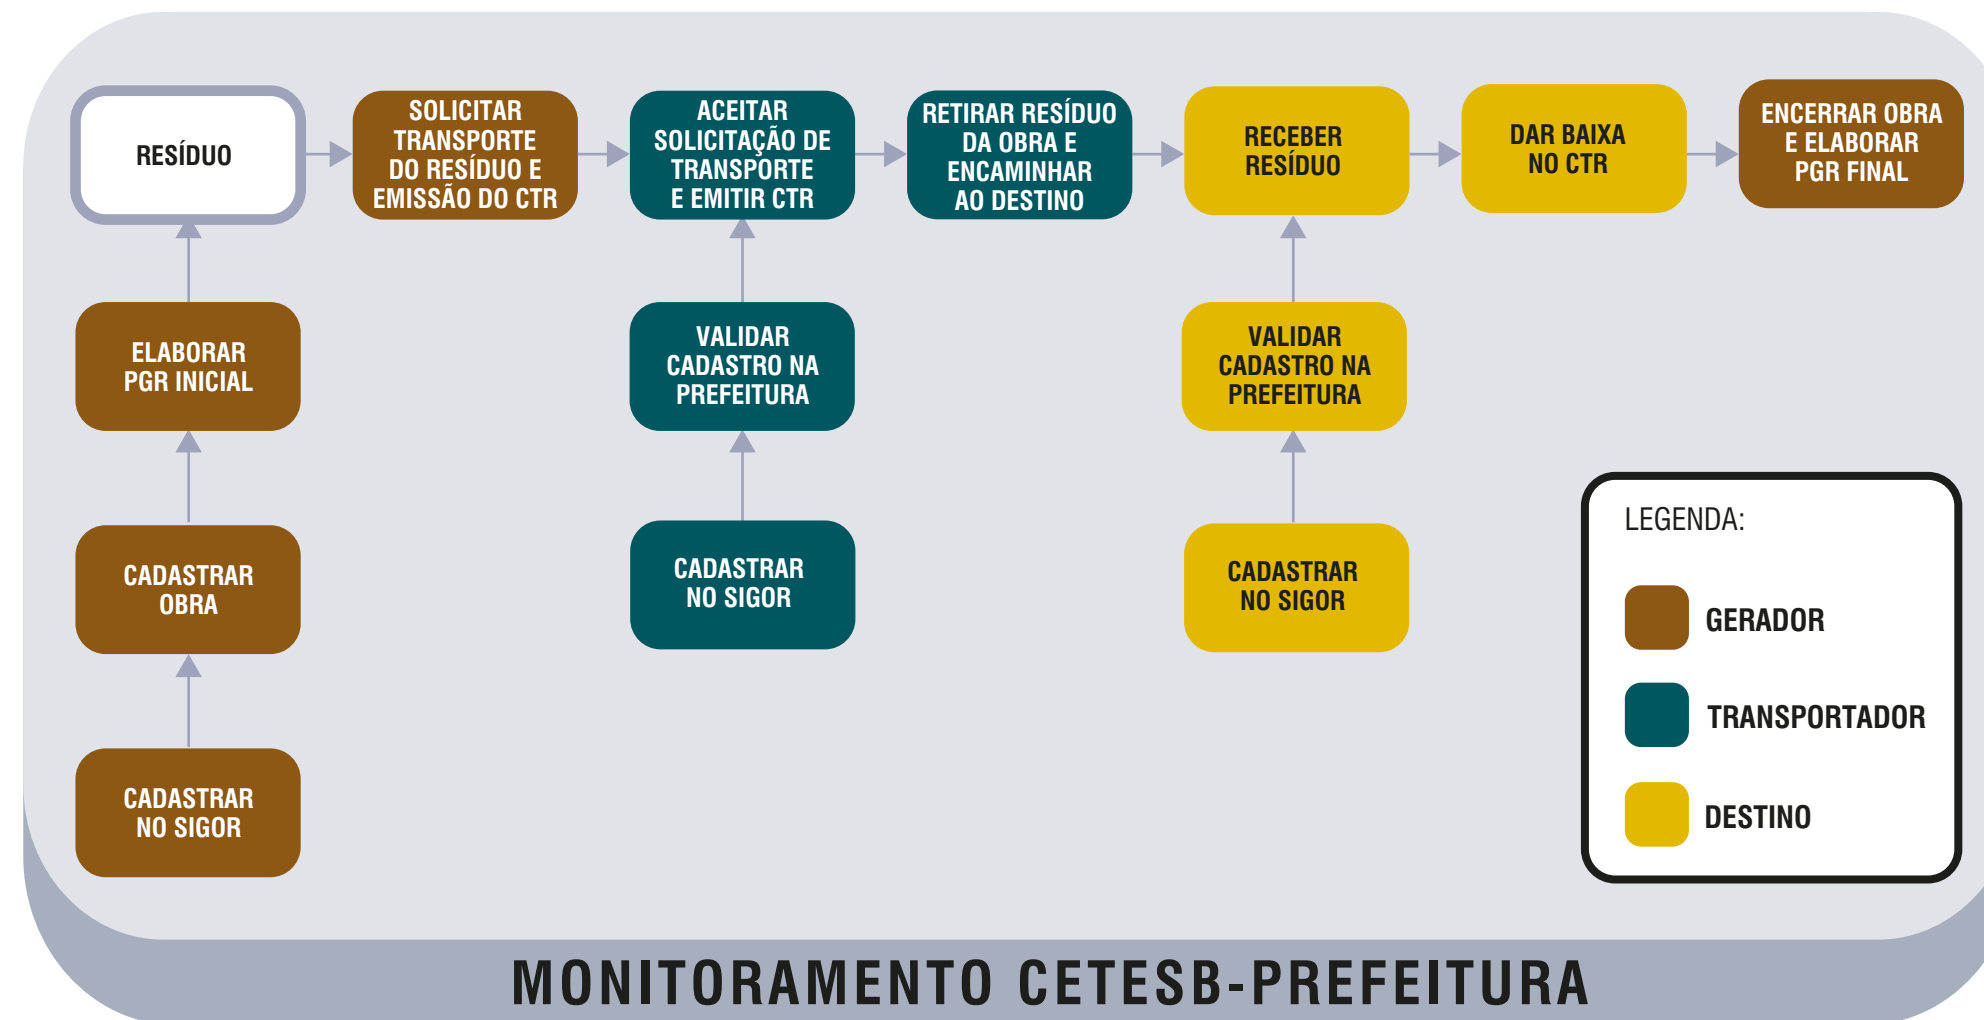 RESÍDUO
SOLICITAR
TRANSPORTE
DO RESÍDUO E
EMISSÃO DO CTR
ACEITAR
SOLICITAÇÃO DE
TRANSPORTE
E EMITIR CTR
RETIRAR RESÍDUO
DA OBRA E
ENCAMINHAR
AO DESTINO
RECEBER
RESÍDUO
DAR BAIXA
NO CTR
ENCERRAR OBRA
E ELABORAR
PGR FINAL
ELABORAR
PGR INICIAL
VALIDAR
CADASTRO NA
PREFEITURA
VALIDAR
CADASTRO NA
PREFEITURA
CADASTRAR
OBRA
CADASTRAR
NO SIGOR
CADASTRAR
NO SIGOR
CADASTRAR
NO SIGOR
LEGENDA:
GERADOR
TRANSPORTADOR
DESTINO
MONITORAMENTO CETESB-PREFEITURA